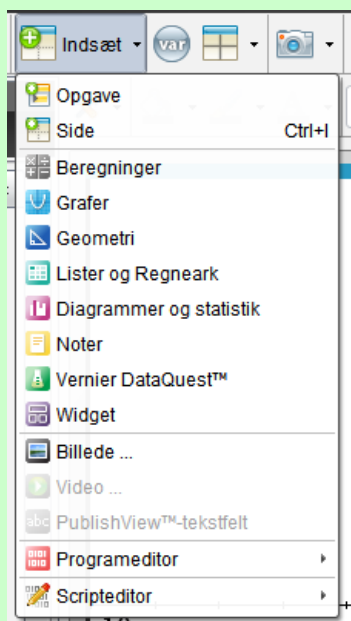 Indsæt
var
Opgave
Side Ctrl+I
Beregninger
Grafer
Geometri
Lister og Regneark
Diagrammer og statistik
Noter
Vernier DataQuest™
Widget
Billede ...
Video ...
abc PublishView™-tekstfelt
Programeditor
Scripteditor